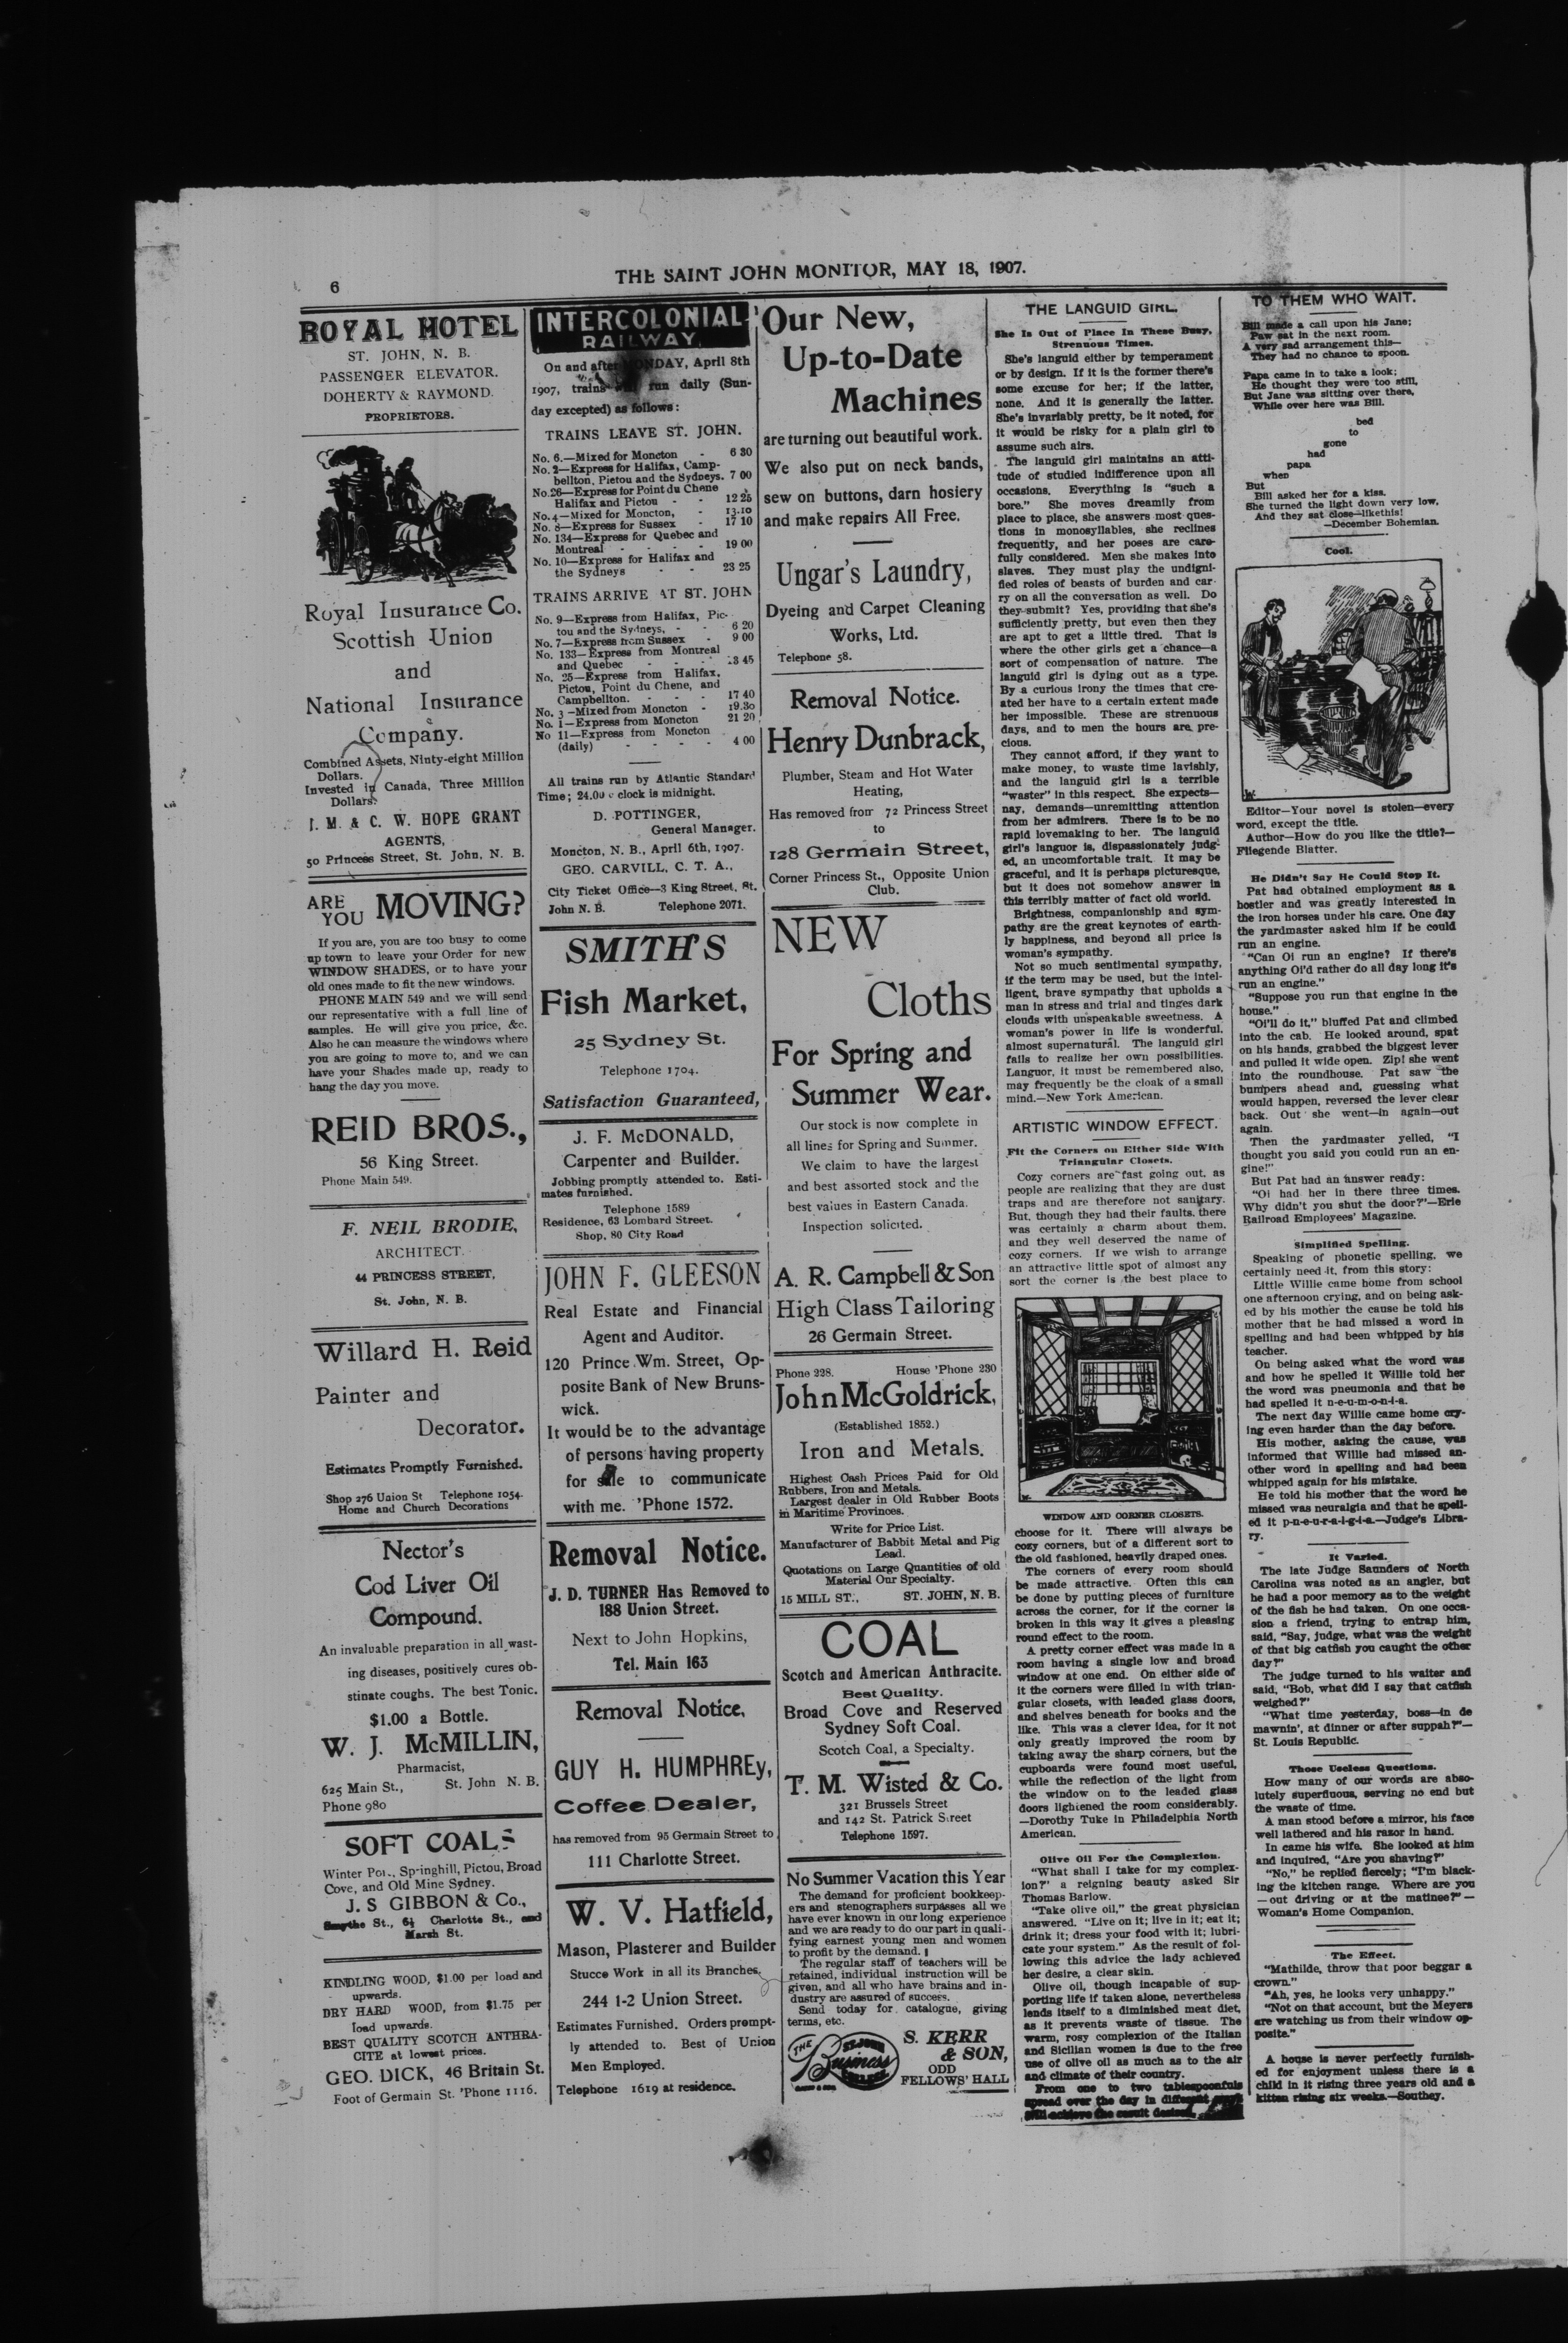 6
THE SAINT JOHN MONITOR, MAY 18, 1907.
ROYAL HOTEL
ST. JOHN, N. B.
PASSENGER ELEVATOR.
DOHERTY & RAYMOND.
PROPRIETORS.
Royal Insurance Co.
Scottish Union
and
National Insurance
Company.
Combined Assets, Ninty-eight Million
Dollars.
Invested in Canada, Three Million
Dollars.
J. M. & C. W. HOPE GRANT
AGENTS,
50 Princess Street, St. John, N. B.
ARE
YOU MOVING?
If you are, you are too busy to come
up town to leave your Order for new
WINDOW SHADES, or to have your
old ones made to fit the new windows.
PHONE MAIN 549 and we will send
our representative with a full line of
samples. He will give you price, &c.
Also he can measure the windows where
you are going to move to, and we can
have your Shades made up, ready to
hang the day you move.
REID BROS.,
56 King Street.
Phone Main 549.
F. NEIL BRODIE,
ARCHITECT.
44 PRINCESS STREET,
St. John, N. B.
Willard H. Reid
Painter and
Decorator.
Estimates Promptly Furnished.
Shop 276 Union St Telephone 1054.
Home and Church Decorations
Nector's
Cod Liver Oil
Compound.
An invaluable preparation in all wast-
ing diseases, positively cures ob-
stinate coughs. The best Tonic.
$1.00 a Bottle.
W. J. McMILLIN,
Pharmacist,
625 Main St., St. John N. B.
Phone 980
SOFT COALS
Winter Port, Springhill, Pictou, Broad
Cove, and Old Mine Sydney.
J. S GIBBON & Co.,
Smythe St., 6½ Charlotte St., and
Marsh St.
KINDLING WOOD, $1.00 per load and
upwards.
DRY HARD WOOD, from $1.75 per
load upwards.
BEST QUALITY SCOTCH ANTHRA-
CITE at lowest prices.
GEO. DICK, 46 Britain St.
Foot of Germain St. 'Phone 1116.
INTERCOLONIAL
RAILWAY
On and after MONDAY, April 8th
1907, trains run daily (Sun-
day excepted) as follows:
TRAINS LEAVE ST. JOHN.
No. 6.—Mixed for Moncton - 6 30
No. 2—Express for Halifax, Camp-
bellton, Pictou and the Sydneys. 7 00
No. 26—Express for Point du Chene
Halifax and Pictou - - 12 25
No. 4—Mixed for Moncton, - 13.10
No. 8—Express for Sussex - 17 10
No. 134—Express for Quebec and
Montreal - - - - 19 00
No. 10—Express for Halifax and
the Sydneys - - 23 25
TRAINS ARRIVE AT ST. JOHN
No. 9—Express from Halifax, Pic-
tou and the Sydneys, - - 6 20
No. 7—Express from Sussex - 9 00
No. 133—Express from Montreal
and Quebec - - - 13 45
No. 25—Express from Halifax,
Pictou, Point du Chene, and
Campbellton. - - - 17 40
No. 3—Mixed from Moncton - 19.30
No. 1—Express from Moncton 21 20
No 11—Express from Moncton
(daily) - - - - 4 00
All trains run by Atlantic Standard
Time; 24.00 o clock is midnight.
D. POTTINGER,
General Manager.
Moncton, N. B., April 6th, 1907.
GEO. CARVILL, C. T. A.,
City Ticket Office—3 King Street, St.
John N. B. Telephone 2071.
SMITH'S
Fish Market,
25 Sydney St.
Telephone 1704.
Satisfaction Guaranteed,
J. F. McDONALD,
Carpenter and Builder.
Jobbing promptly attended to. Esti-
mates furnished.
Telephone 1589
Residence, 63 Lombard Street.
Shop, 80 City Road
JOHN F. GLEESON
Real Estate and Financial
Agent and Auditor.
120 Prince Wm. Street, Op-
posite Bank of New Bruns-
wick.
It would be to the advantage
of persons having property
for sale to communicate
with me. 'Phone 1572.
Removal Notice.
J. D. TURNER Has Removed to
188 Union Street.
Next to John Hopkins,
Tel. Main 163
Removal Notice,
GUY H. HUMPHREy,
Coffee Dealer,
has removed from 95 Germain Street to
111 Charlotte Street.
W. V. Hatfield,
Mason, Plasterer and Builder
Stucco Work in all its Branches.
244 1-2 Union Street.
Estimates Furnished. Orders prompt-
ly attended to. Best of Union
Men Employed.
Telephone 1619 at residence.
Our New,
Up-to-Date
Machines
are turning out beautiful work.
We also put on neck bands,
sew on buttons, darn hosiery
and make repairs All Free.
Ungar's Laundry,
Dyeing and Carpet Cleaning
Works, Ltd.
Telephone 58.
Removal Notice.
Henry Dunbrack,
Plumber, Steam and Hot Water
Heating,
Has removed from 72 Princess Street
to
128 Germain Street,
Corner Princess St., Opposite Union
Club.
NEW
Cloths
For Spring and
Summer Wear.
Our stock is now complete in
all lines for Spring and Summer.
We claim to have the largest
and best assorted stock and the
best values in Eastern Canada.
Inspection solicited.
A. R. Campbell & Son
High Class Tailoring
26 Germain Street.
Phone 228. House 'Phone 230
John McGoldrick,
(Established 1852.)
Iron and Metals.
Highest Cash Prices Paid for Old
Rubbers, Iron and Metals.
Largest dealer in Old Rubber Boots
in Maritime Provinces.
Write for Price List.
Manufacturer of Babbit Metal and Pig
Lead.
Quotations on Large Quantities of old
Material Our Specialty.
15 MILL ST., ST. JOHN, N. B.
COAL
Scotch and American Anthracite.
Best Quality.
Broad Cove and Reserved
Sydney Soft Coal.
Scotch Coal, a Specialty.
T. M. Wisted & Co.
321 Brussels Street
and 142 St. Patrick Street
Telephone 1597.
No Summer Vacation this Year
The demand for proficient bookkeep-
ers and stenographers surpasses all we
have ever known in our long experience
and we are ready to do our part in quali-
fying earnest young men and women
to profit by the demand.
The regular staff of teachers will be
retained, individual instruction will be
given, and all who have brains and in-
dustry are assured of success.
Send today for catalogue, giving
terms, etc.
THE
ST. JOHN
Business
COLLEGE
S. KERR
& SON,
ODD
FELLOWS' HALL
THE LANGUID GIRL.
She Is Out of Place In These Busy,
Strenuous Times.
She's languid either by temperament
or by design. If it is the former there's
some excuse for her; if the latter,
none. And it is generally the latter.
She's invariably pretty, be it noted, for
it would be risky for a plain girl to
assume such airs.
The languid girl maintains an atti-
tude of studied indifference upon all
occasions. Everything is "such a
bore." She moves dreamily from
place to place, she answers most ques-
tions in monosyllables, she reclines
frequently, and her poses are care-
fully considered. Men she makes into
slaves. They must play the undigni-
fied roles of beasts of burden and car-
ry on all the conversation as well. Do
they submit? Yes, providing that she's
sufficiently pretty, but even then they
are apt to get a little tired. That is
where the other girls get a chance—a
sort of compensation of nature. The
languid girl is dying out as a type.
By a curious irony the times that cre-
ated her have to a certain extent made
her impossible. These are strenuous
days, and to men the hours are pre-
cious.
They cannot afford, if they want to
make money, to waste time lavishly,
and the languid girl is a terrible
"waster" in this respect. She expects—
nay, demands—unremitting attention
from her admirers. There is to be no
rapid lovemaking to her. The languid
girl's languor is, dispassionately judg-
ed, an uncomfortable trait. It may be
graceful, and it is perhaps picturesque,
but it does not somehow answer in
this terribly matter of fact old world.
Brightness, companionship and sym-
pathy are the great keynotes of earth-
ly happiness, and beyond all price is
woman's sympathy.
Not so much sentimental sympathy,
if the term may be used, but the intel-
ligent, brave sympathy that upholds a
man in stress and trial and tinges dark
clouds with unspeakable sweetness. A
woman's power in life is wonderful,
almost supernatural. The languid girl
fails to realize her own possibilities.
Languor, it must be remembered also,
may frequently be the cloak of a small
mind.—New York American.
ARTISTIC WINDOW EFFECT.
Fit the Corners on Either Side With
Triangular Closets.
Cozy corners are fast going out, as
people are realizing that they are dust
traps and are therefore not sanitary.
But, though they had their faults, there
was certainly a charm about them,
and they well deserved the name of
cozy corners. If we wish to arrange
an attractive little spot of almost any
sort the corner is the best place to
WINDOW AND CORNER CLOSETS.
choose for it. There will always be
cozy corners, but of a different sort to
the old fashioned, heavily draped ones.
The corners of every room should
be made attractive. Often this can
be done by putting pieces of furniture
across the corner, for if the corner is
broken in this way it gives a pleasing
round effect to the room.
A pretty corner effect was made in a
room having a single low and broad
window at one end. On either side of
it the corners were filled in with trian-
gular closets, with leaded glass doors,
and shelves beneath for books and the
like. This was a clever idea, for it not
only greatly improved the room by
taking away the sharp corners, but the
cupboards were found most useful,
while the reflection of the light from
the window on to the leaded glass
doors lightened the room considerably.
—Dorothy Tuke in Philadelphia North
American.
Olive Oil For the Complexion.
"What shall I take for my complex-
ion?" a reigning beauty asked Sir
Thomas Barlow.
"Take olive oil," the great physician
answered. "Live on it; live in it; eat it;
drink it; dress your food with it; lubri-
cate your system." As the result of fol-
lowing this advice the lady achieved
her desire, a clear skin.
Olive oil, though incapable of sup-
porting life if taken alone, nevertheless
lends itself to a diminished meat diet,
as it prevents waste of tissue. The
warm, rosy complexion of the Italian
and Sicilian women is due to the free
use of olive oil as much as to the air
and climate of their country.
From one to two tablespoonfuls
spread over the day in different ways
will achieve the result desired.
TO THEM WHO WAIT.
Bill made a call upon his Jane;
Paw sat in the next room.
A very sad arrangement this—
They had no chance to spoon.
Papa came in to take a look;
He thought they were too still,
But Jane was sitting over there,
While over here was Bill.
bed
to
gone
had
papa
when
But
Bill asked her for a kiss.
She turned the light down very low,
And they sat close—likethis!
—December Bohemian.
Cool.
Editor—Your novel is stolen—every
word, except the title.
Author—How do you like the title?—
Fliegende Blatter.
He Didn't Say He Could Stop It.
Pat had obtained employment as a
hostler and was greatly interested in
the iron horses under his care. One day
the yardmaster asked him if he could
run an engine.
"Can Oi run an engine? If there's
anything Oi'd rather do all day long it's
run an engine."
"Suppose you run that engine in the
house."
"Oi'll do it," bluffed Pat and climbed
into the cab. He looked around, spat
on his hands, grabbed the biggest lever
and pulled it wide open. Zip! she went
into the roundhouse. Pat saw the
bumpers ahead and, guessing what
would happen, reversed the lever clear
back. Out she went—in again—out
again.
Then the yardmaster yelled, "I
thought you said you could run an en-
gine!"
But Pat had an answer ready:
"Oi had her in there three times.
Why didn't you shut the door?"—Erie
Railroad Employees' Magazine.
Simplified Spelling.
Speaking of phonetic spelling, we
certainly need it, from this story:
Little Willie came home from school
one afternoon crying, and on being ask-
ed by his mother the cause he told his
mother that he had missed a word in
spelling and had been whipped by his
teacher.
On being asked what the word was
and how he spelled it Willie told her
the word was pneumonia and that he
had spelled it n-e-u-m-o-n-i-a.
The next day Willie came home cry-
ing even harder than the day before.
His mother, asking the cause, was
informed that Willie had missed an-
other word in spelling and had been
whipped again for his mistake.
He told his mother that the word he
missed was neuralgia and that he spell-
ed it p-n-e-u-r-a-l-g-i-a.—Judge's Libra-
ry.
It Varied.
The late Judge Saunders of North
Carolina was noted as an angler, but
he had a poor memory as to the weight
of the fish he had taken. On one occa-
sion a friend, trying to entrap him,
said, "Say, judge, what was the weight
of that big catfish you caught the other
day?"
The judge turned to his waiter and
said, "Bob, what did I say that catfish
weighed?"
"What time yesterday, boss—in de
mawnin', at dinner or after suppah?"—
St. Louis Republic.
Those Useless Questions.
How many of our words are abso-
lutely superfluous, serving no end but
the waste of time.
A man stood before a mirror, his face
well lathered and his razor in hand.
In came his wife. She looked at him
and inquired, "Are you shaving?"
"No," he replied fiercely; "I'm black-
ing the kitchen range. Where are you
—out driving or at the matinee?"—
Woman's Home Companion.
The Effect.
"Mathilde, throw that poor beggar a
crown."
"Ah, yes, he looks very unhappy."
"Not on that account, but the Meyers
are watching us from their window op-
posite."
A house is never perfectly furnish-
ed for enjoyment unless there is a
child in it rising three years old and a
kitten rising six weeks.—Southey.